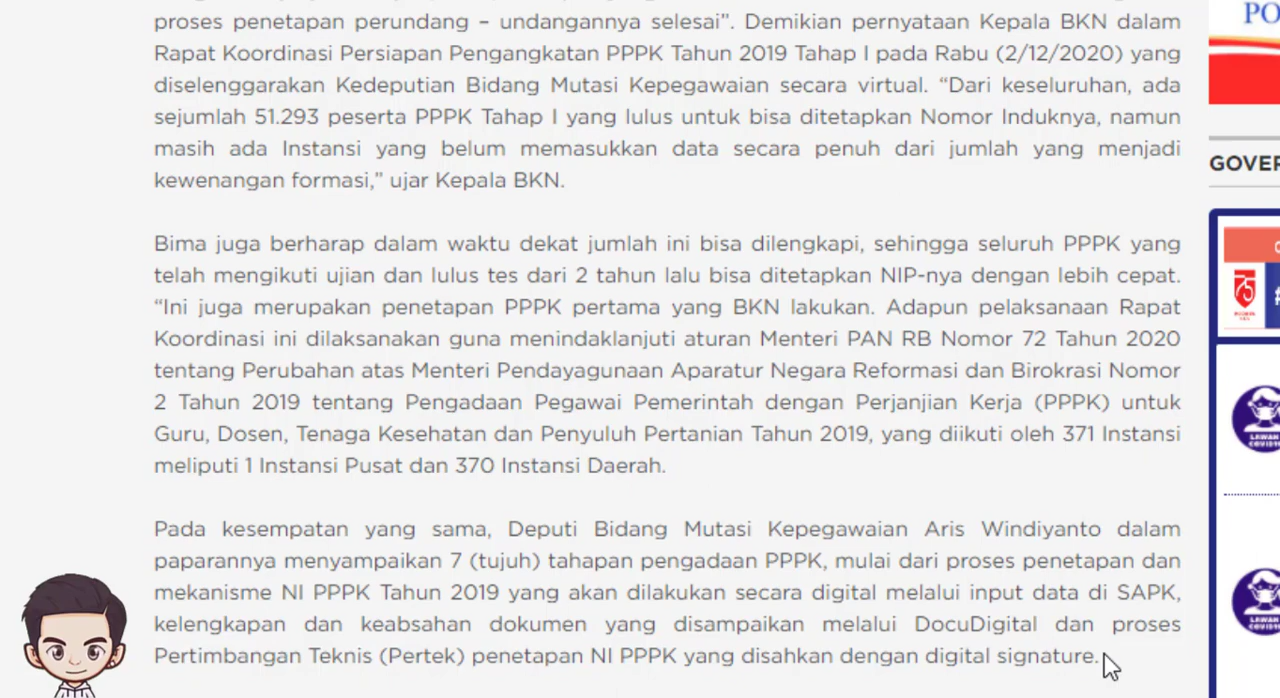 proses penetapan perundang – undangannya selesai”. Demikian pernyataan Kepala BKN dalam
Rapat Koordinasi Persiapan Pengangkatan PPPK Tahun 2019 Tahap I pada Rabu (2/12/2020) yang
diselenggarakan Kedeputian Bidang Mutasi Kepegawaian secara virtual. “Dari keseluruhan, ada
sejumlah 51.293 peserta PPPK Tahap I yang lulus untuk bisa ditetapkan Nomor Induknya, namun
masih ada Instansi yang belum memasukkan data secara penuh dari jumlah yang menjadi
kewenangan formasi,” ujar Kepala BKN.
Bima juga berharap dalam waktu dekat jumlah ini bisa dilengkapi, sehingga seluruh PPPK yang
telah mengikuti ujian dan lulus tes dari 2 tahun lalu bisa ditetapkan NIP-nya dengan lebih cepat.
“Ini juga merupakan penetapan PPPK pertama yang BKN lakukan. Adapun pelaksanaan Rapat
Koordinasi ini dilaksanakan guna menindaklanjuti aturan Menteri PAN RB Nomor 72 Tahun 2020
tentang Perubahan atas Menteri Pendayagunaan Aparatur Negara Reformasi dan Birokrasi Nomor
2 Tahun 2019 tentang Pengadaan Pegawai Pemerintah dengan Perjanjian Kerja (PPPK) untuk
Guru, Dosen, Tenaga Kesehatan dan Penyuluh Pertanian Tahun 2019, yang diikuti oleh 371 Instansi
meliputi 1 Instansi Pusat dan 370 Instansi Daerah.
Pada kesempatan yang sama, Deputi Bidang Mutasi Kepegawaian Aris Windiyanto dalam
paparannya menyampaikan 7 (tujuh) tahapan pengadaan PPPK, mulai dari proses penetapan dan
mekanisme NI PPPK Tahun 2019 yang akan dilakukan secara digital melalui input data di SAPK,
kelengkapan dan keabsahan dokumen yang disampaikan melalui DocuDigital dan proses
Pertimbangan Teknis (Pertek) penetapan NI PPPK yang disahkan dengan digital signature.
PO
GOVER
75
#
LAWAN
COVID19
LAWAN
COVID19